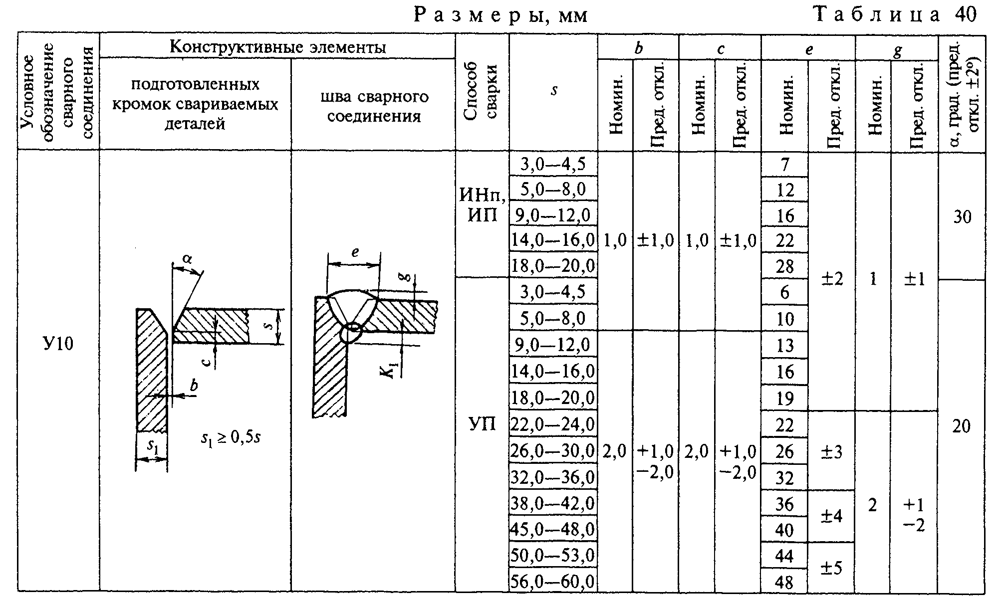 Размеры, мм
Таблица 40
Условное обозначение сварного соединения
Конструктивные элементы
подготовленных
кромок свариваемых
деталей
шва сварного
соединения
Способ сварки
s
b
c
e
g
Номин.
Пред. откл.
Номин.
Пред. откл.
Номин.
Пред. откл.
Номин.
Пред. откл.
α, град. (пред. откл. ±2°)
У10
α
s
c
b
s₁
s₁ ≥ 0,5s
e
g
K₁
ИНп,
ИП
3,0—4,5
5,0—8,0
9,0—12,0
14,0—16,0
18,0—20,0
УП
3,0—4,5
5,0—8,0
9,0—12,0
14,0—16,0
18,0—20,0
22,0—24,0
26,0—30,0
32,0—36,0
38,0—42,0
45,0—48,0
50,0—53,0
56,0—60,0
1,0
±1,0
1,0
±1,0
2,0
+1,0
−2,0
2,0
+1,0
−2,0
7
12
16
22
28
6
10
13
16
19
22
26
32
36
40
44
48
±2
±3
±4
±5
1
±1
2
+1
−2
30
20